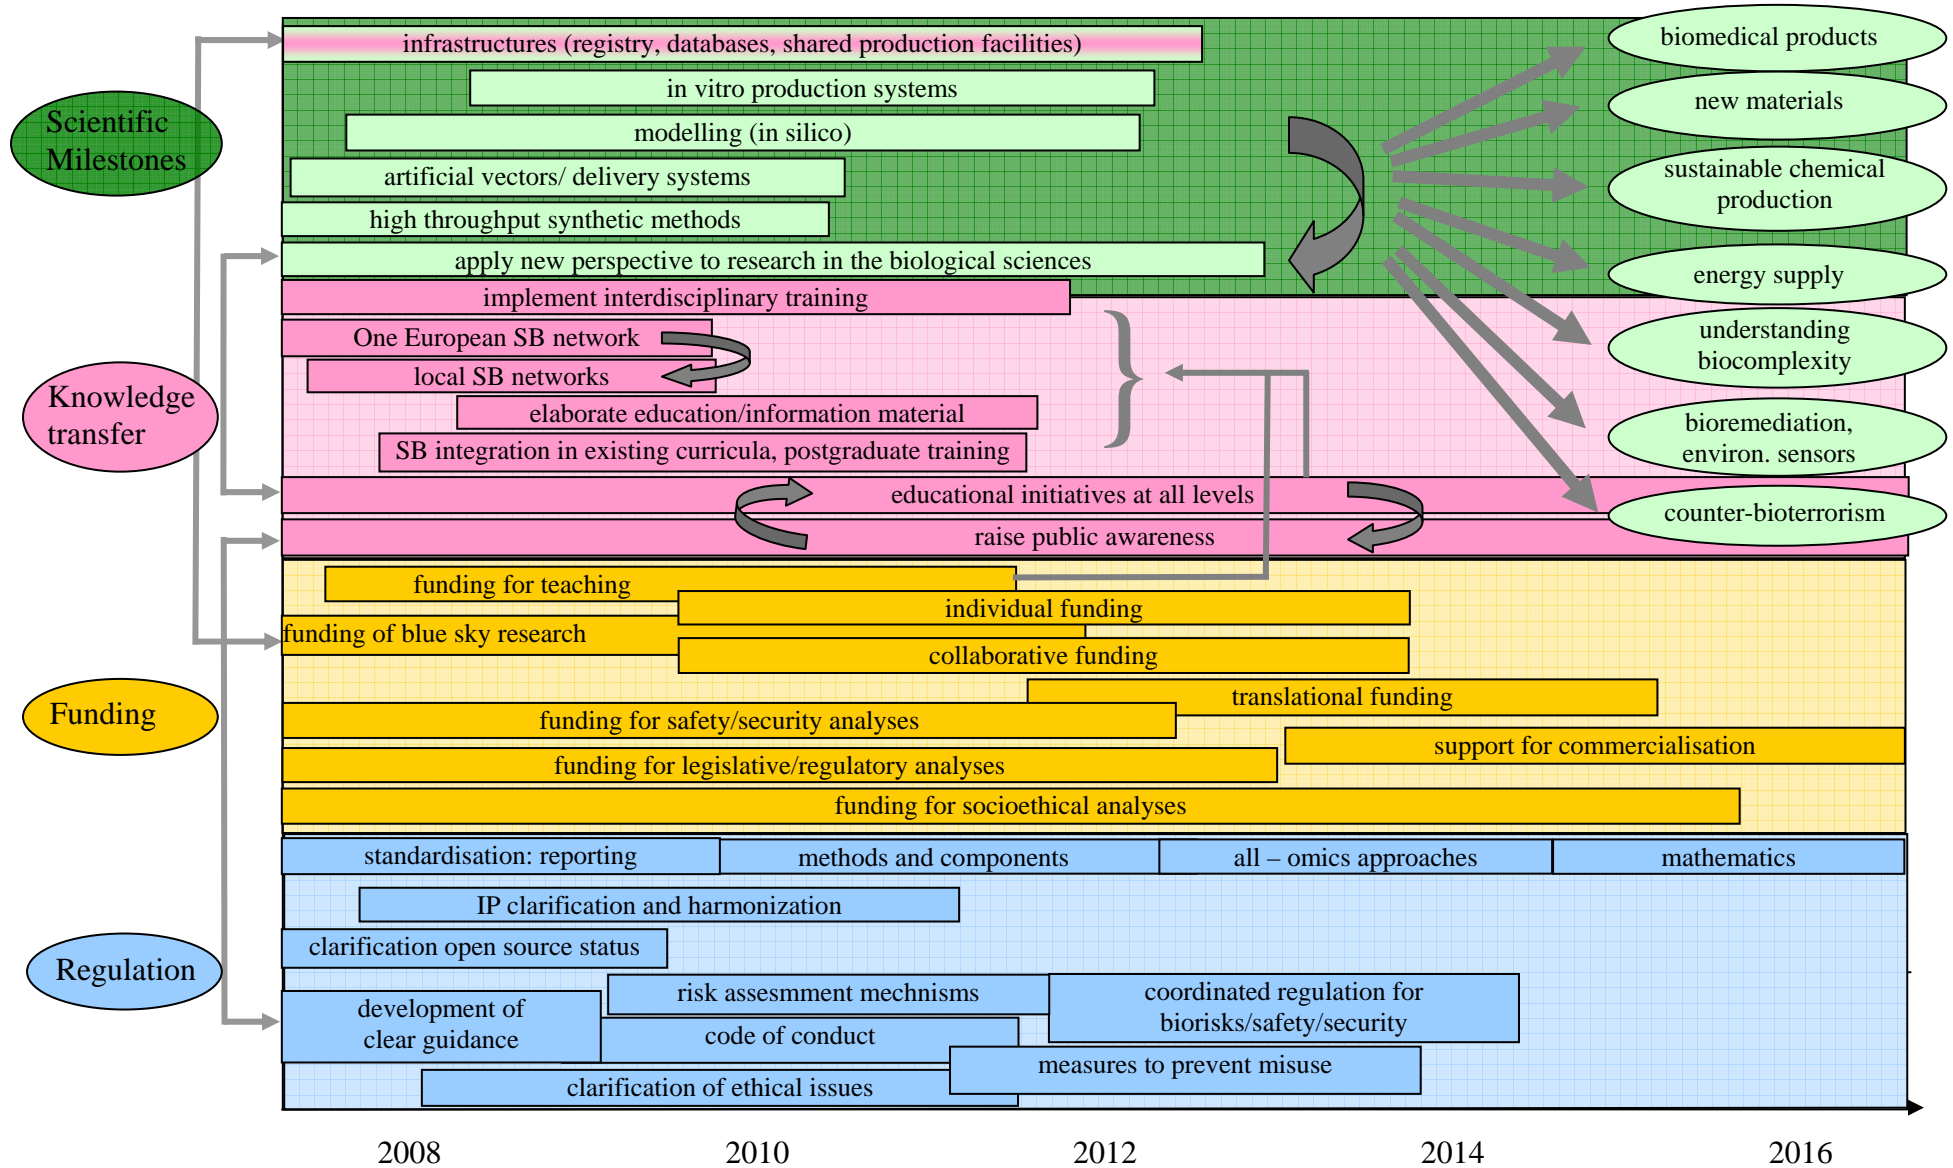 infrastructures (registry, databases, shared production facilities)
in vitro production systems
modelling (in silico)
artificial vectors/ delivery systems
high throughput synthetic methods
apply new perspective to research in the biological sciences
Scientific
Milestones
biomedical products
new materials
sustainable chemical
production
energy supply
understanding
biocomplexity
bioremediation,
environ. sensors
counter-bioterrorism
implement interdisciplinary training
One European SB network
local SB networks
elaborate education/information material
SB integration in existing curricula, postgraduate training
educational initiatives at all levels
raise public awareness
Knowledge
transfer
funding for teaching
individual funding
funding of blue sky research
collaborative funding
translational funding
funding for safety/security analyses
support for commercialisation
funding for legislative/regulatory analyses
funding for socioethical analyses
Funding
standardisation: reporting
methods and components
all – omics approaches
mathematics
IP clarification and harmonization
clarification open source status
risk assesmment mechnisms
coordinated regulation for
biorisks/safety/security
development of
clear guidance
code of conduct
measures to prevent misuse
clarification of ethical issues
Regulation
2008
2010
2012
2014
2016